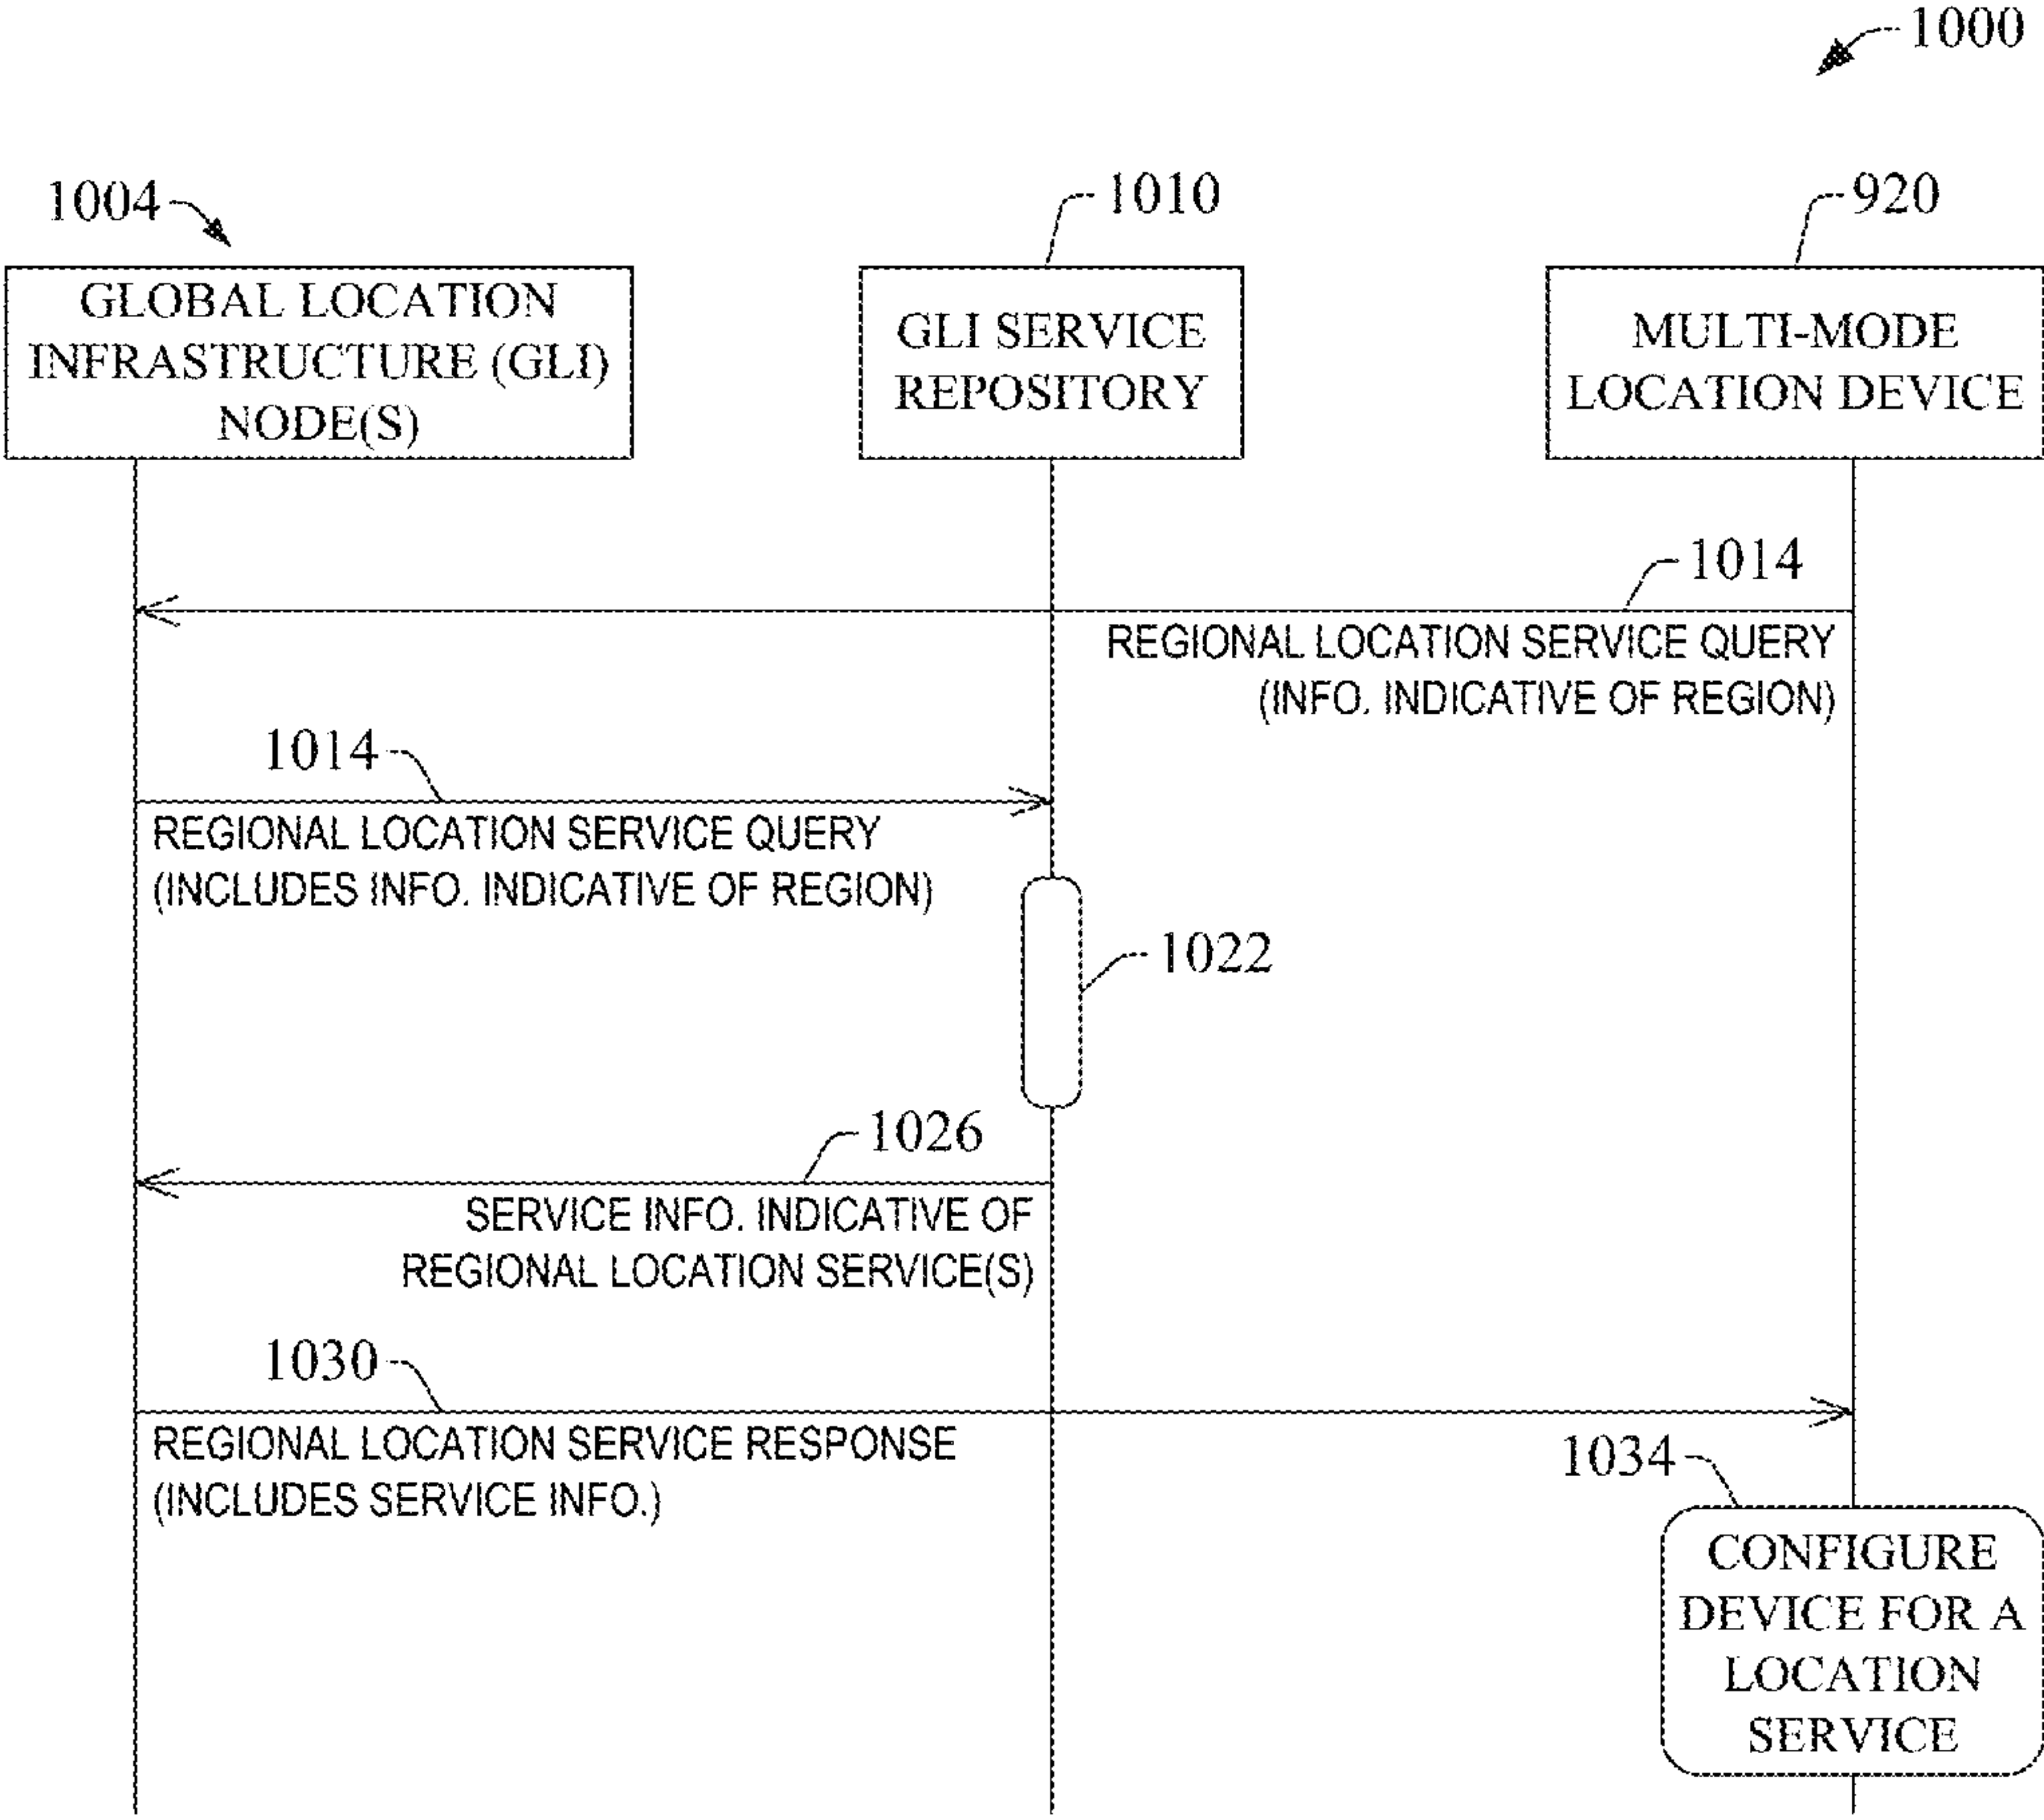 1000
1004
1010
920
GLOBAL LOCATION
INFRASTRUCTURE (GLI)
NODE(S)
GLI SERVICE
REPOSITORY
MULTI-MODE
LOCATION DEVICE
1014
REGIONAL LOCATION SERVICE QUERY
(INFO. INDICATIVE OF REGION)
1014
REGIONAL LOCATION SERVICE QUERY
(INCLUDES INFO. INDICATIVE OF REGION)
1022
1026
SERVICE INFO. INDICATIVE OF
REGIONAL LOCATION SERVICE(S)
1030
REGIONAL LOCATION SERVICE RESPONSE
(INCLUDES SERVICE INFO.)
1034
CONFIGURE
DEVICE FOR A
LOCATION
SERVICE